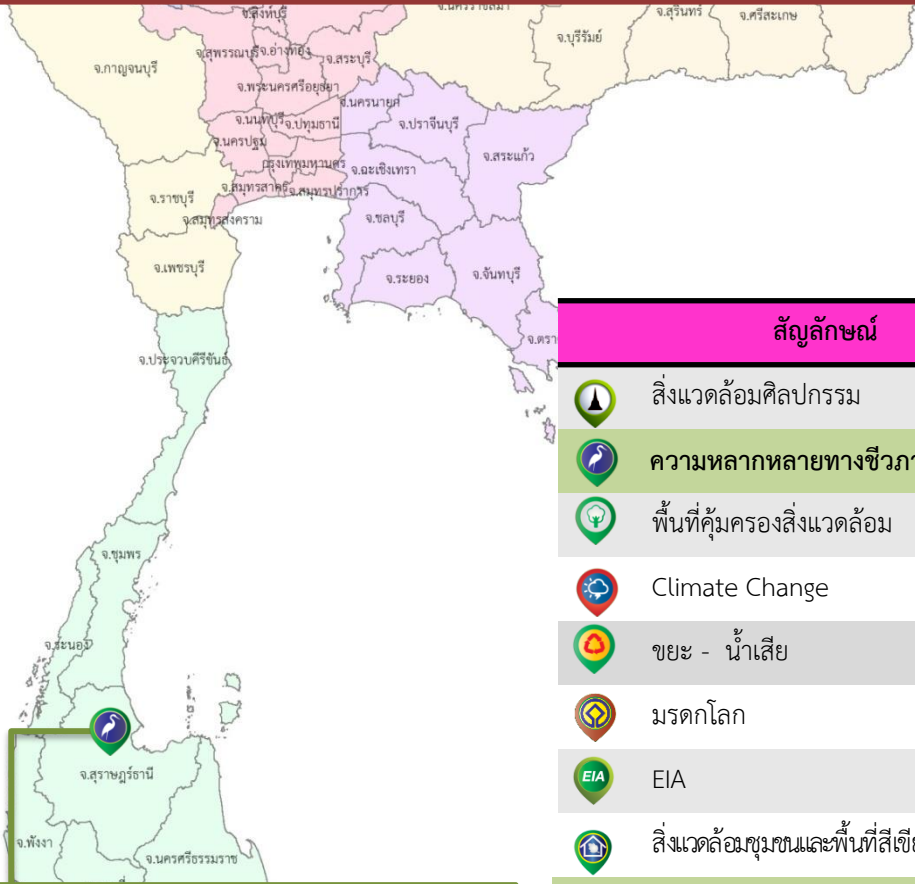 จ.สิงห์บุรี
จ.สุรินทร์
จ.ศรีสะเกษ
จ.บุรีรัมย์
จ.สุพรรณบุรี
จ.อ่างทอง
จ.สระบุรี
จ.กาญจนบุรี
จ.พระนครศรีอยุธยา
จ.นครนายก
จ.นนทบุรี
จ.ปทุมธานี
จ.ปราจีนบุรี
จ.นครปฐม
จ.สระแก้ว
กรุงเทพมหานคร
จ.ฉะเชิงเทรา
จ.ราชบุรี
จ.สมุทรสาคร
จ.สมุทรปราการ
จ.สมุทรสงคราม
จ.ชลบุรี
จ.เพชรบุรี
จ.ระยอง
จ.จันทบุรี
จ.ประจวบคีรีขันธ์
จ.ชุมพร
จ.ระนอง
จ.สุราษฎร์ธานี
จ.พังงา
จ.นครศรีธรรมราช
สัญลักษณ์
สิ่งแวดล้อมศิลปกรรม
ความหลากหลายทางชีวภา
พื้นที่คุ้มครองสิ่งแวดล้อม
Climate Change
ขยะ - น้ำเสีย
มรดกโลก
EIA
EIA
สิ่งแวดล้อมชุมชนและพื้นที่สีเขีย